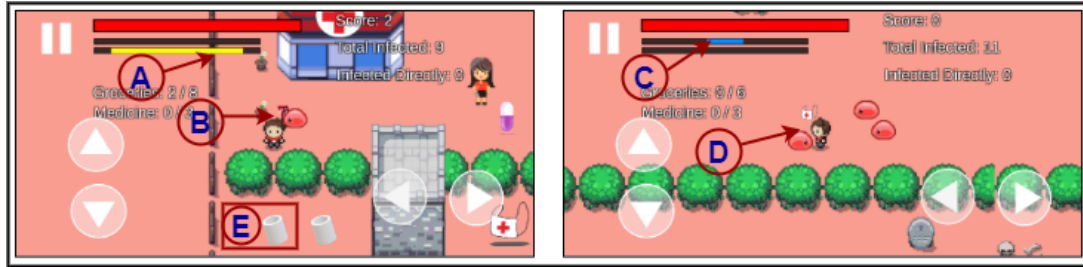 Score: 2
Total Infected: 9
Infected Directly: 0
A
Groceries: 2 / 8
Medicine: 0 / 3
B
E
Score: 0
Total Infected: 11
Infected Directly: 0
C
Groceries: 0 / 6
Medicine: 0 / 3
D